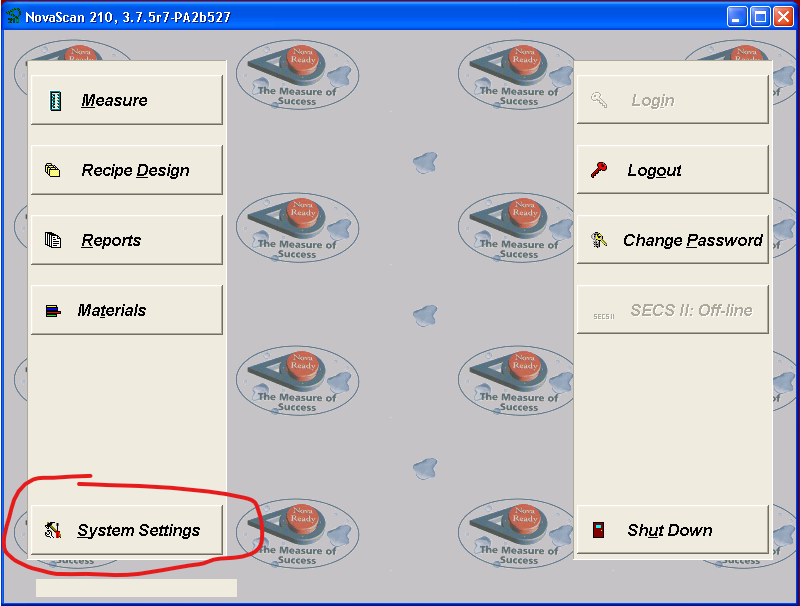 NovaScan 210, 3.7.5r7-PA2b527
Measure
Recipe Design
Reports
Materials
System Settings
Login
Logout
Change Password
SECS II SECS II: Off-line
Shut Down
Nova
Ready
The Measure of
Success
Nova
Ready
The Measure of
Success
Nova
Ready
The Measure of
Success
Nova
Ready
The Measure of
Success
Nova
Ready
The Measure of
Success
Nova
Ready
The Measure of
Success
Nova
Ready
The Measure of
Success
Nova
Ready
The Measure of
Success